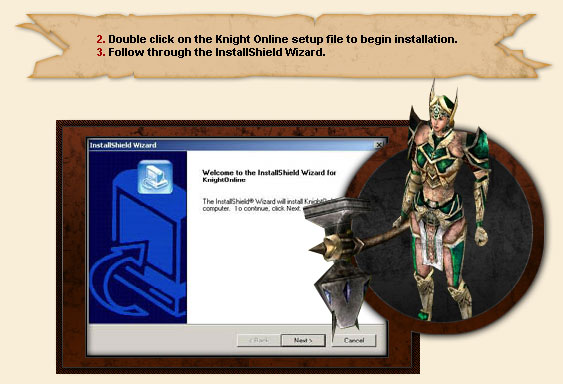 2. Double click on the Knight Online setup file to begin installation.
3. Follow through the InstallShield Wizard.
InstallShield Wizard
Welcome to the InstallShield Wizard for
KnightOnline
The InstallShield® Wizard will install
computer. To continue, click Next.
< Back
Next >
Cancel